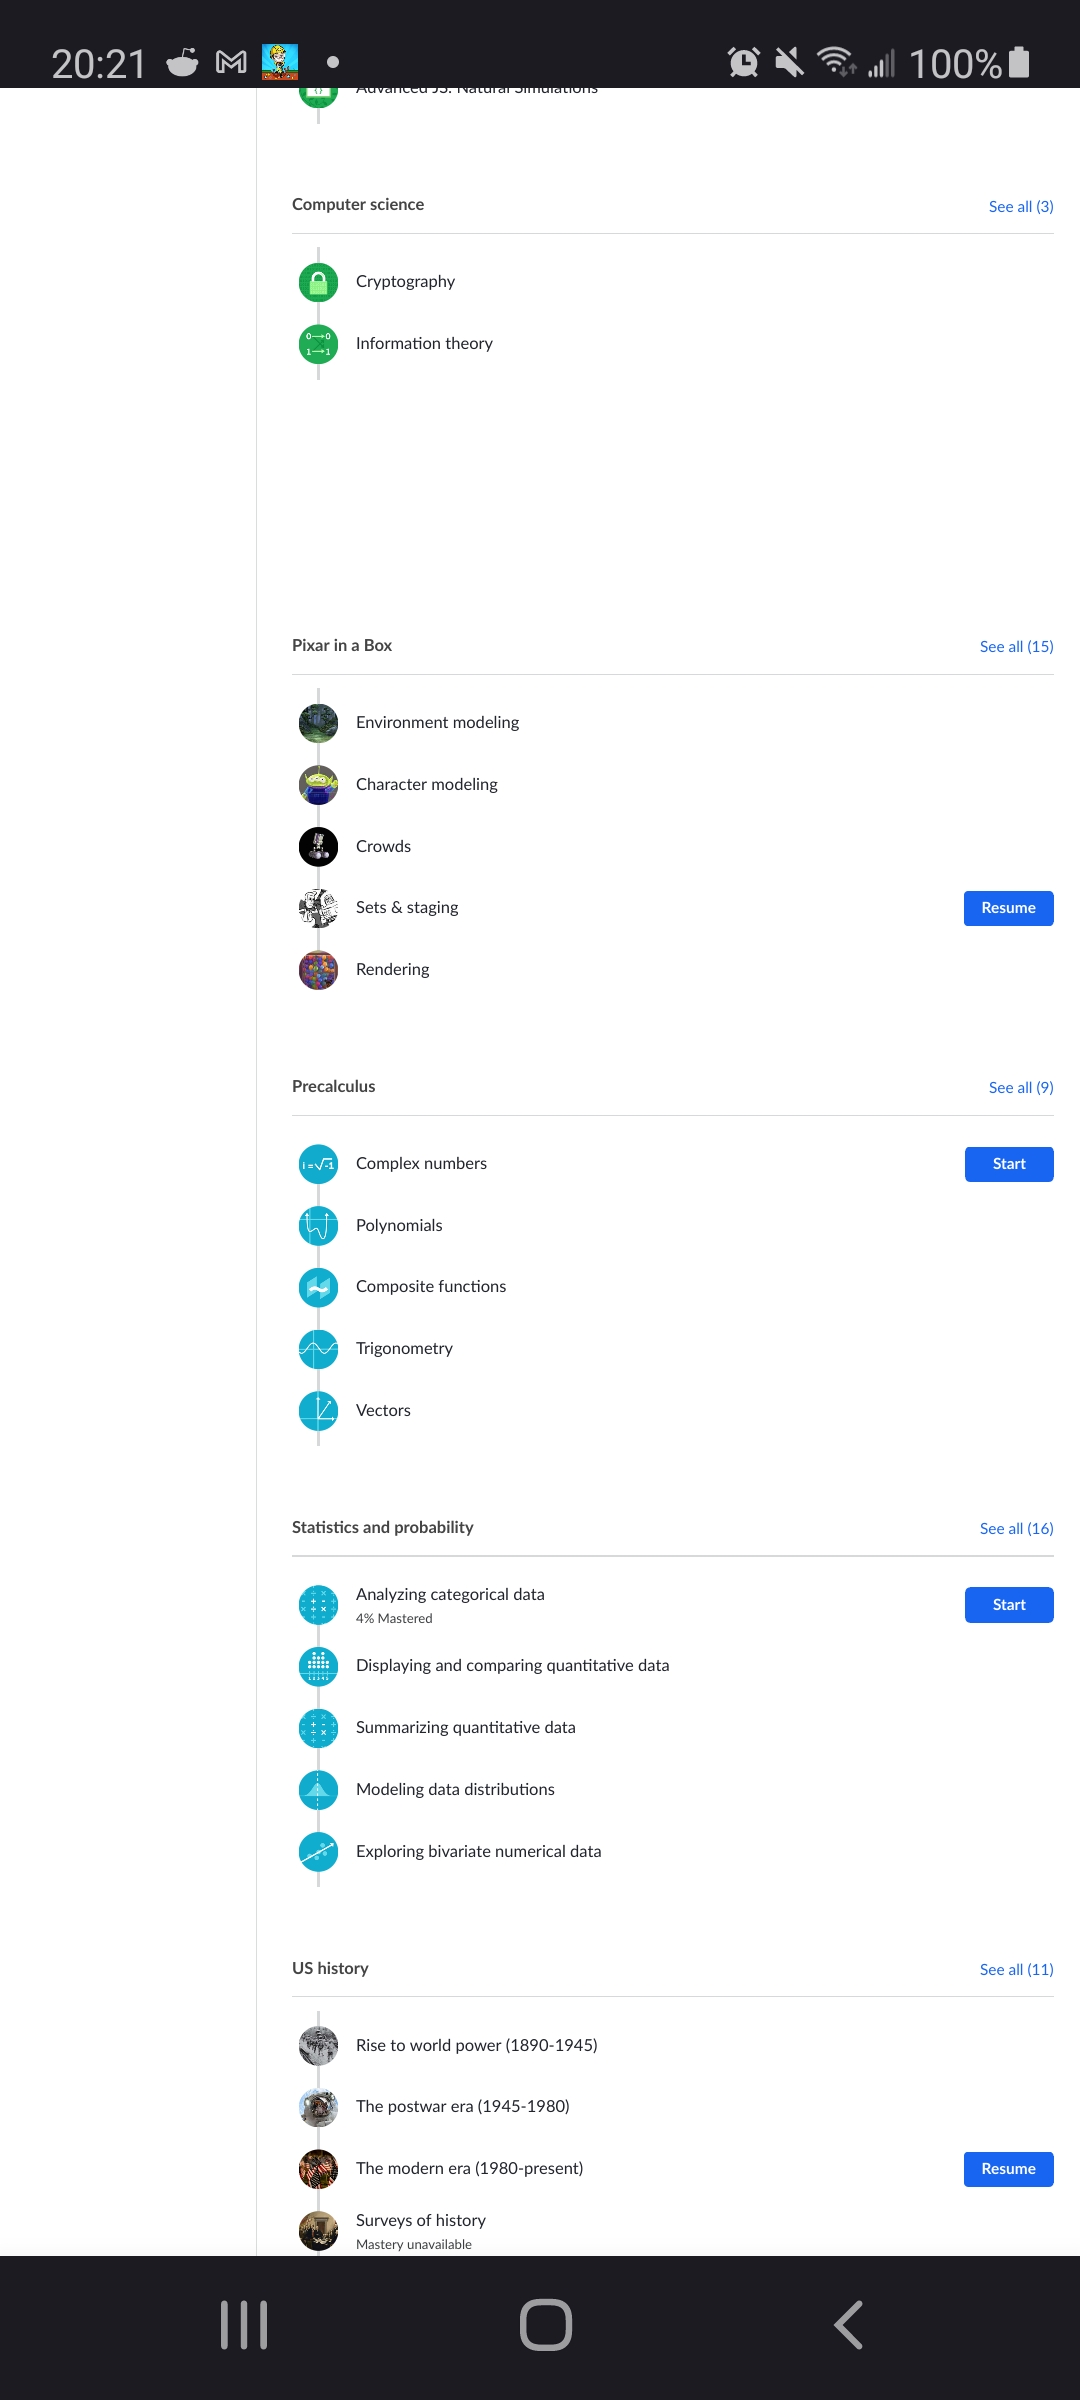 20:21
100%
Advanced JS: Natural Simulations
Computer science
See all (3)
Cryptography
Information theory
Pixar in a Box
See all (15)
Environment modeling
Character modeling
Crowds
Sets & staging
Resume
Rendering
Precalculus
See all (9)
i = √-1
Complex numbers
Start
Polynomials
Composite functions
Trigonometry
Vectors
Statistics and probability
See all (16)
Analyzing categorical data
4% Mastered
Start
Displaying and comparing quantitative data
Summarizing quantitative data
Modeling data distributions
Exploring bivariate numerical data
US history
See all (11)
Rise to world power (1890-1945)
The postwar era (1945-1980)
The modern era (1980-present)
Resume
Surveys of history
Mastery unavailable